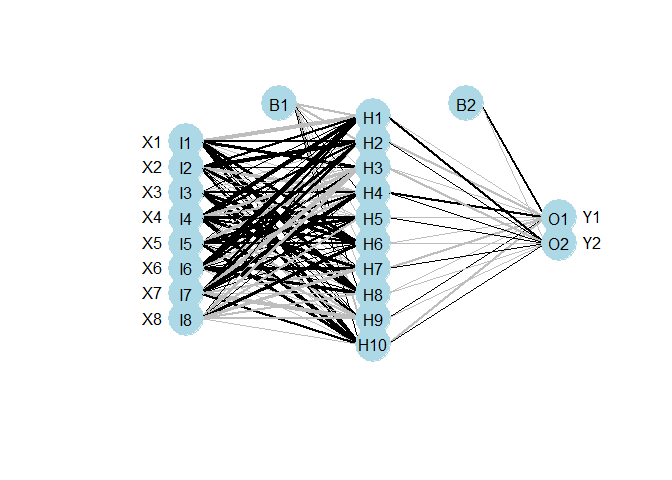 B1
B2
H1
X1 I1
H2
X2 I2
H3
X3 I3
H4
X4 I4
H5
O1 Y1
X5 I5
H6
O2 Y2
X6 I6
H7
X7 I7
H8
X8 I8
H9
H10